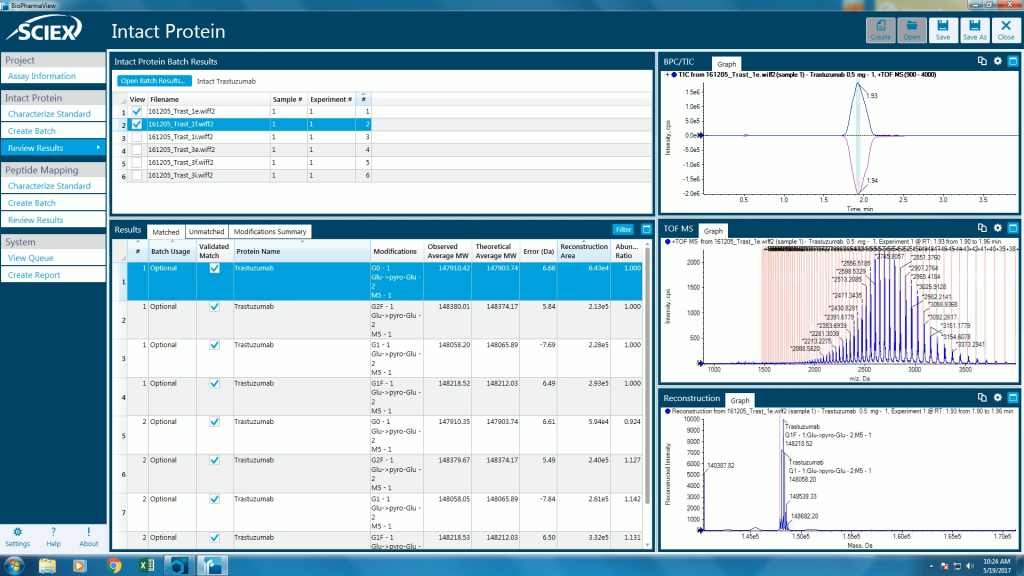 BioPharmaView
SCIEX
Intact Protein
Create
Open
Save
Save As
Close
Project
Assay Information
Intact Protein
Characterize Standard
Create Batch
Review Results
Peptide Mapping
Characterize Standard
Create Batch
Review Results
System
View Queue
Create Report
Settings
Help
About
Intact Protein Batch Results
Open Batch Results...
Intact Trastuzumab
View Filename Sample # Experiment # #
1 161205_Trast_1e.wiff2 1 1 1
2 161205_Trast_1f.wiff2 1 1 2
3 161205_Trast_1i.wiff2 1 1 3
4 161205_Trast_3e.wiff2 1 1 4
5 161205_Trast_3f.wiff2 1 1 5
6 161205_Trast_3i.wiff2 1 1 6
Results Matched Unmatched Modifications Summary Filter
# Batch Usage Validated Match Protein Name Modifications Observed Average MW Theoretical Average MW Error (Da) Reconstruction Area Abun... Ratio
1 1 Optional Trastuzumab G0 - 1 147910.42 147903.74 6.68 6.43e4 1.000
Glu->pyro-Glu -
2
M5 - 1
2 1 Optional Trastuzumab G2F - 1 148380.01 148374.17 5.84 2.13e5 1.000
Glu->pyro-Glu -
2
M5 - 1
3 1 Optional Trastuzumab G1 - 1 148058.20 148065.89 -7.69 2.28e5 1.000
Glu->pyro-Glu -
2
M5 - 1
4 1 Optional Trastuzumab G1F - 1 148218.52 148212.03 6.49 2.93e5 1.000
Glu->pyro-Glu -
2
M5 - 1
5 2 Optional Trastuzumab G0 - 1 147910.35 147903.74 6.61 5.94e4 0.924
Glu->pyro-Glu -
2
M5 - 1
6 2 Optional Trastuzumab G2F - 1 148379.67 148374.17 5.49 2.40e5 1.127
Glu->pyro-Glu -
2
M5 - 1
7 2 Optional Trastuzumab G1 - 1 148058.05 148065.89 -7.84 2.61e5 1.142
Glu->pyro-Glu -
2
M5 - 1
2 Optional Trastuzumab G1F - 1 148218.53 148212.03 6.50 3.32e5 1.131
Glu->pyro-Glu -
BPC/TIC Graph
TIC from 161205_Trast_1e.wiff2 (sample 1) - Trastuzumab 0.5 mg - 1, +TOF MS (900 - 4000)
Intensity, cps
1.5e6
1.0e6
5.0e5
0.0e0
5.0e5
1.0e6
1.5e6
2.0e6
1.93
1.94
0.5 1.0 1.5 2.0 2.5 3.0 3.5
Time, min
TOF MS Graph
+TOF MS from 161205_Trast_1e.wiff2 (sample 1) - Trastuzumab 0.5 mg - 1, Experiment 1 @ RT: 1.93 from 1.90 to 1.96 min
Intensity, cps
2000
1500
1000
500
0
*2745.8057
*2851.3760
*2556.5185
*2907.2764
*2598.5329
*2965.4184
*2513.2085
*3025.9128
*2471.3435
*2962.2141
*2430.8281
*3088.9368
*2391.6179
*3092.2617
*2353.6939
*3151.1779
*2281.3039
*3154.6078
*2213.2275
*3373.2941
*2088.5820
1000 1500 2000 2500 3000 3500
m/z, Da
Reconstruction Graph
Reconstruction from 161205_Trast_1e.wiff2 (sample 1) - Trastuzumab 0.5 mg - 1, Experiment 1 @ RT: 1.93 from 1.90 to 1.96 min
Reconstructed Intensity
10000
9000
8000
7000
6000
5000
4000
3000
2000
1000
0
Trastuzumab
G1F - 1;Glu->pyro-Glu - 2;M5 - 1
148218.52
Trastuzumab
G1 - 1;Glu->pyro-Glu - 2;M5 - 1
148058.20
140387.82
148539.33
148692.28
1.45e5 1.50e5 1.55e5 1.60e5 1.65e5 1.70e5
Mass, Da
10:24 AM
5/19/2017